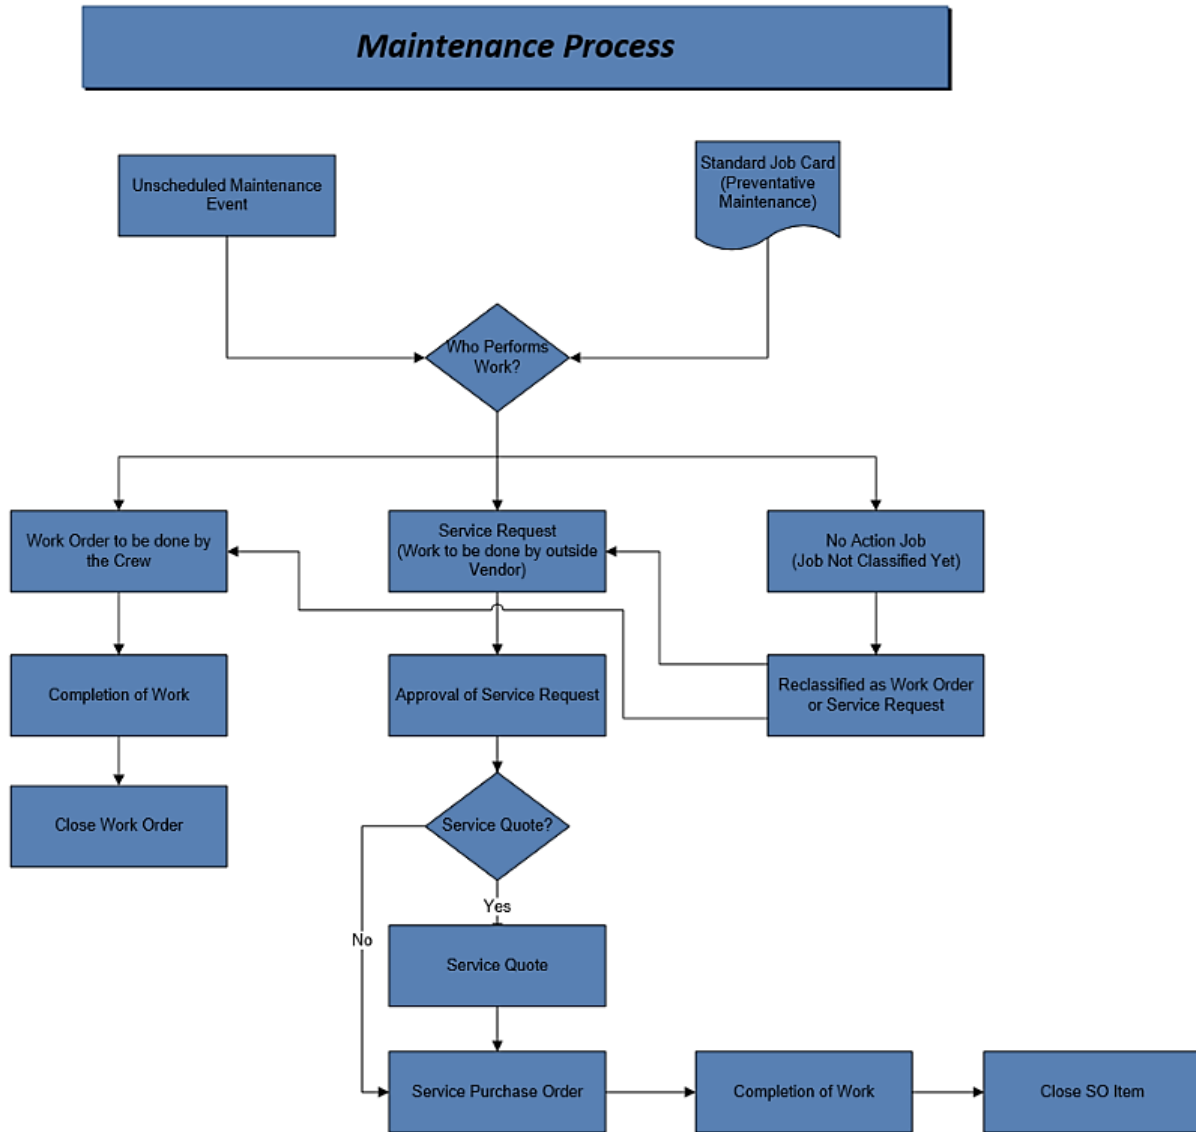 Maintenance Process
Unscheduled Maintenance
Event
Standard Job Card
(Preventative
Maintenance)
Who Performs
Work?
Work Order to be done by
the Crew
Service Request
(Work to be done by outside
Vendor)
No Action Job
(Job Not Classified Yet)
Completion of Work
Approval of Service Request
Reclassified as Work Order
or Service Request
Close Work Order
Service Quote?
Yes
No
Service Quote
Service Purchase Order
Completion of Work
Close SO Item